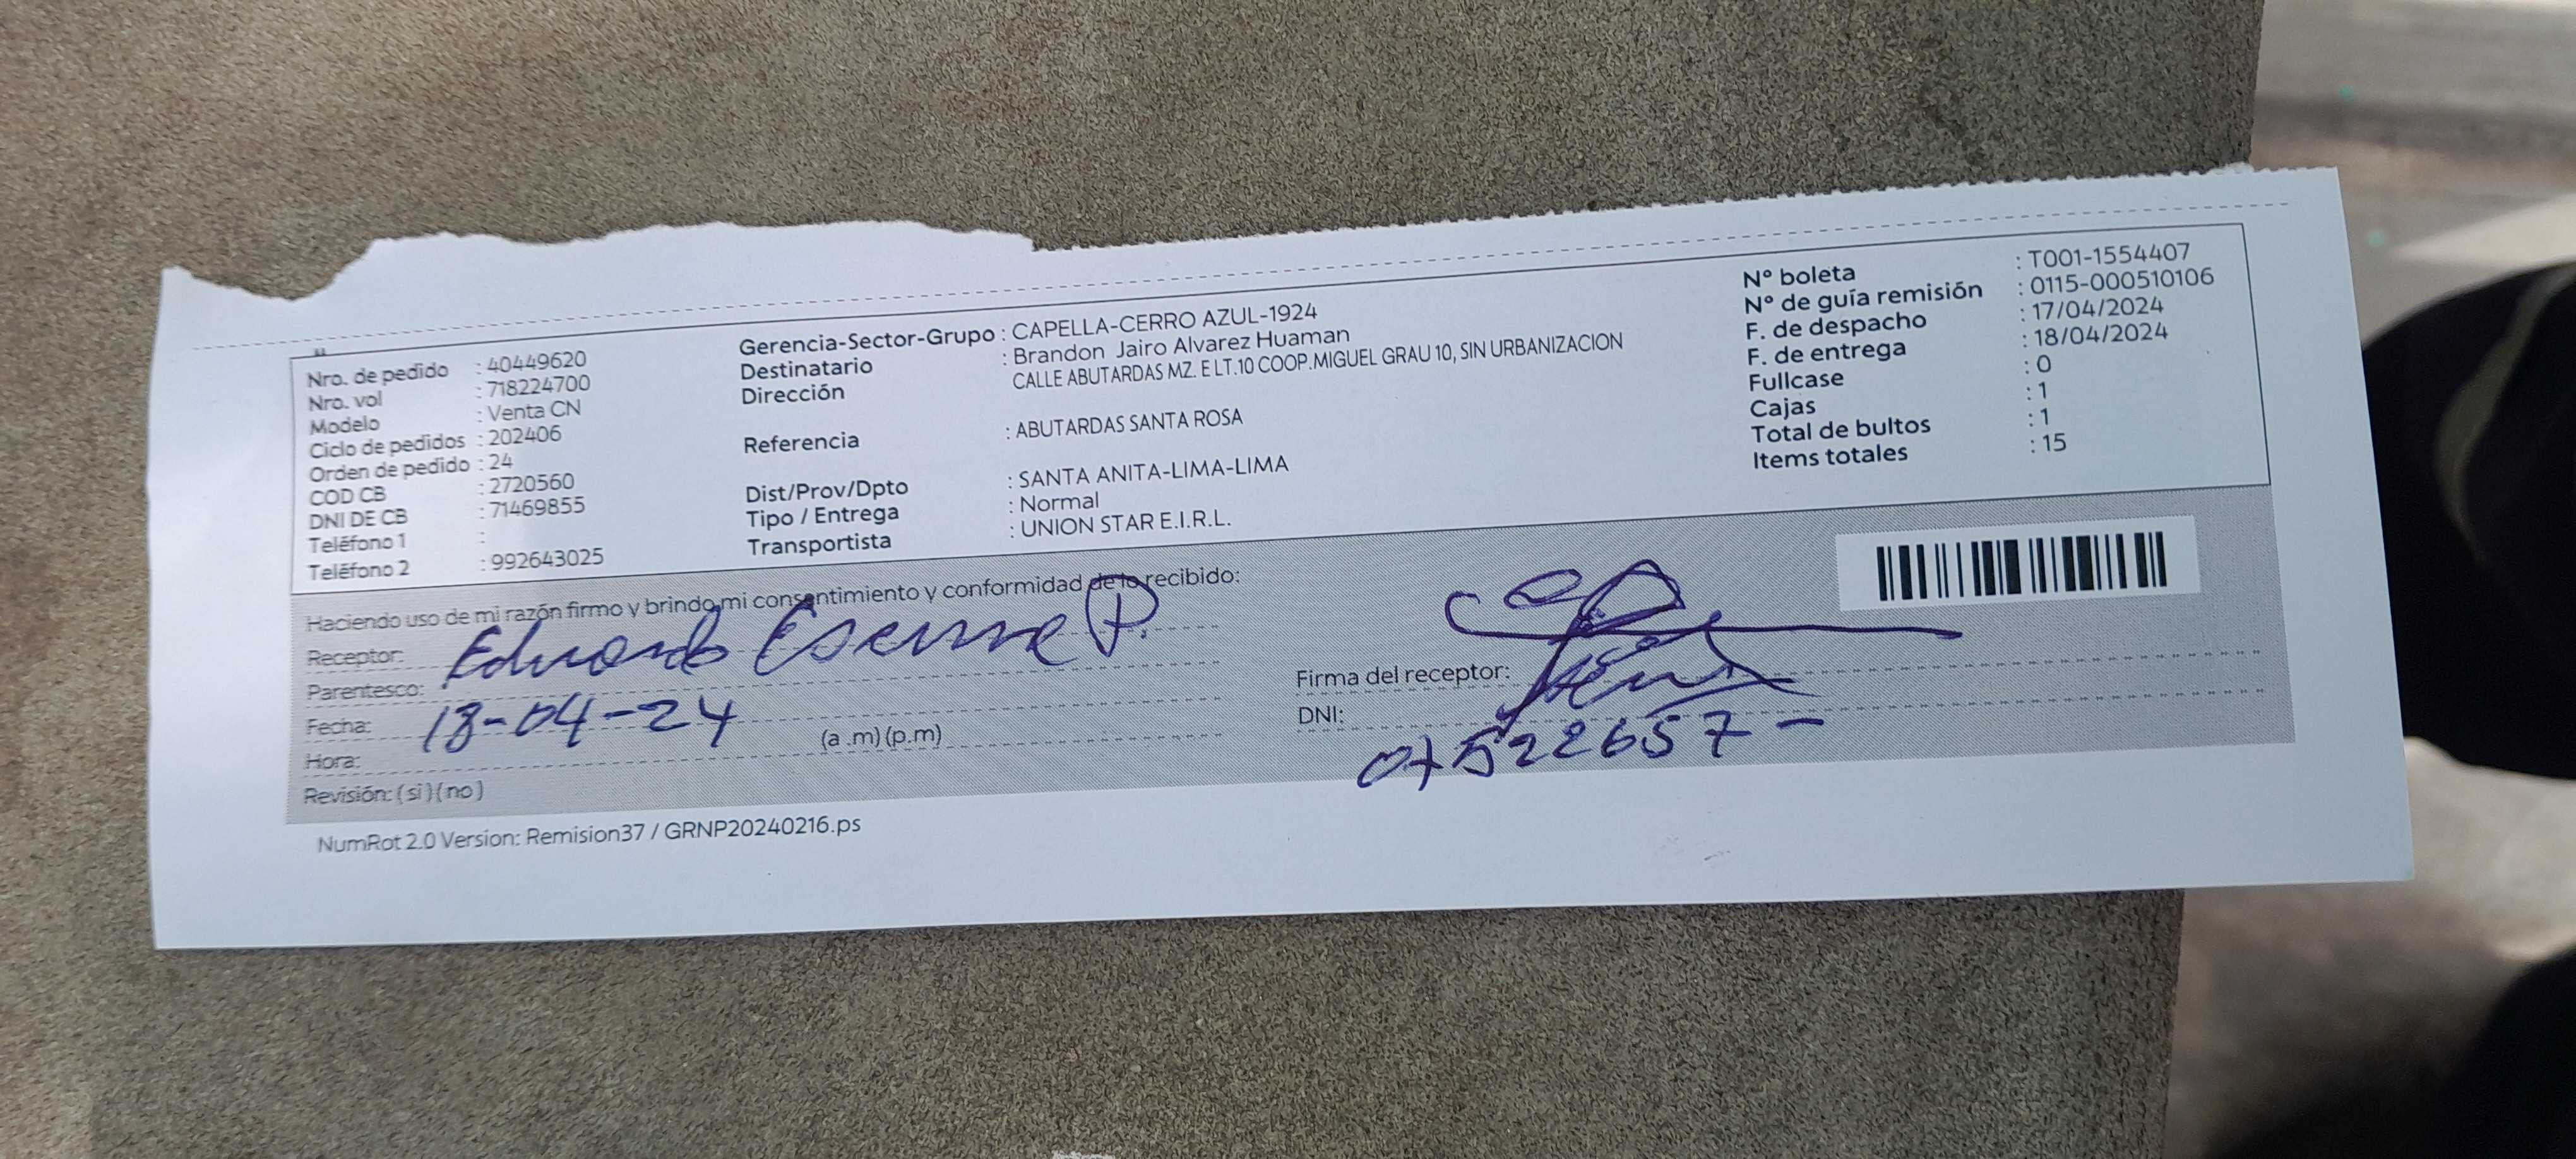 Nro. de pedido : 40449620
Nro. vol : 718224700
Modelo : Venta CN
Ciclo de pedidos : 202406
Orden de pedido : 24
COD CB : 2720560
DNI DE CB : 71469855
Teléfono 1 :
Teléfono 2 : 992643025
Gerencia-Sector-Grupo : CAPELLA-CERRO AZUL-1924
Destinatario : Brandon Jairo Alvarez Huaman
Dirección CALLE ABUTARDAS MZ. E LT.10 COOP.MIGUEL GRAU 10, SIN URBANIZACION
Referencia : ABUTARDAS SANTA ROSA
Dist/Prov/Dpto : SANTA ANITA-LIMA-LIMA
Tipo / Entrega : Normal
Transportista : UNION STAR E.I.R.L.
N° boleta : T001-1554407
N° de guía remisión : 0115-000510106
F. de despacho : 17/04/2024
F. de entrega : 18/04/2024
Fullcase : 0
Cajas : 1
Total de bultos : 1
Items totales : 15
Haciendo uso de mi razón firmo y brindo mi consentimiento y conformidad de lo recibido:
Receptor: Eduardo P.
Parentesco:
Fecha: 18-04-24
Hora: (a .m) (p.m)
Revisión: ( si ) ( no )
Firma del receptor:
DNI: 07522657-
NumRot 2.0 Version: Remision37 / GRNP20240216.ps